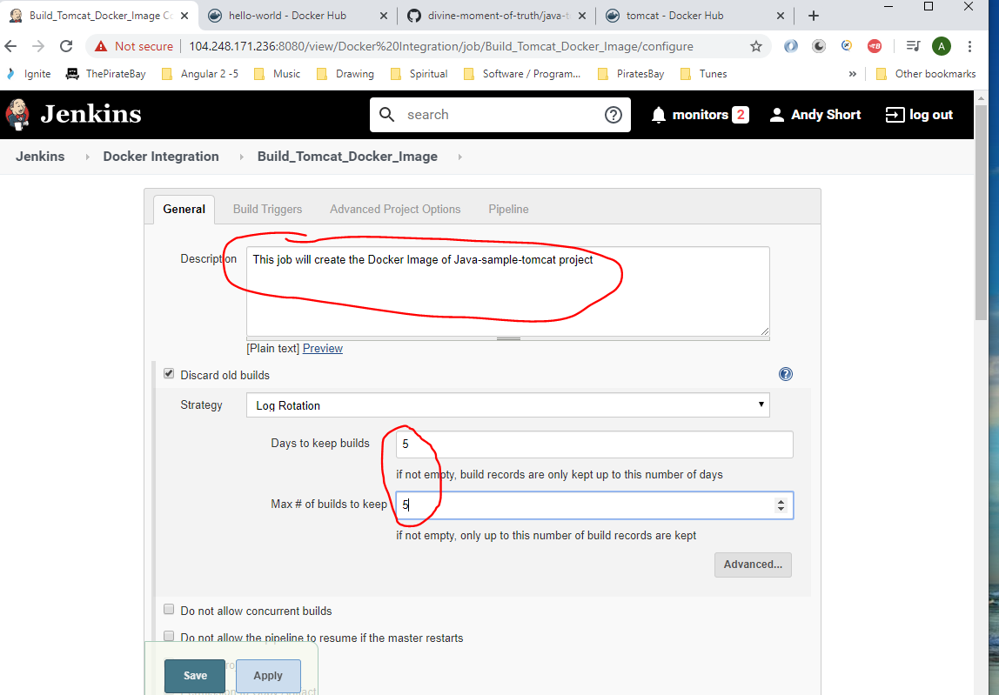 Build_Tomcat_Docker_Image Co
hello-world - Docker Hub
divine-moment-of-truth/java-t
tomcat - Docker Hub
Not secure
104.248.171.236:8080/view/Docker%20Integration/job/Build_Tomcat_Docker_Image/configure
A
Ignite
ThePirateBay
Angular 2 -5
Music
Drawing
Spiritual
Software / Program...
PiratesBay
Tunes
»
Other bookmarks
Jenkins
search
monitors 2
Andy Short
log out
Jenkins
Docker Integration
Build_Tomcat_Docker_Image
General
Build Triggers
Advanced Project Options
Pipeline
Description
This job will create the Docker Image of Java-sample-tomcat project
[Plain text] Preview
Discard old builds
Strategy
Log Rotation
Days to keep builds
5
if not empty, build records are only kept up to this number of days
Max # of builds to keep
5
if not empty, only up to this number of build records are kept
Advanced...
Do not allow concurrent builds
Do not allow the pipeline to resume if the master restarts
Save
Apply